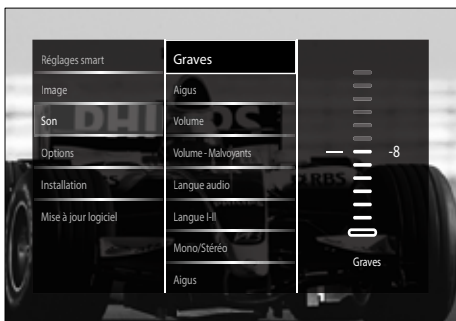 Réglages smart
Image
Son
Options
Installation
Mise à jour logiciel
Graves
Aigus
Volume
Volume - Malvoyants
Langue audio
Langue I-II
Mono/Stéréo
Aigus
-8
Graves
RBS